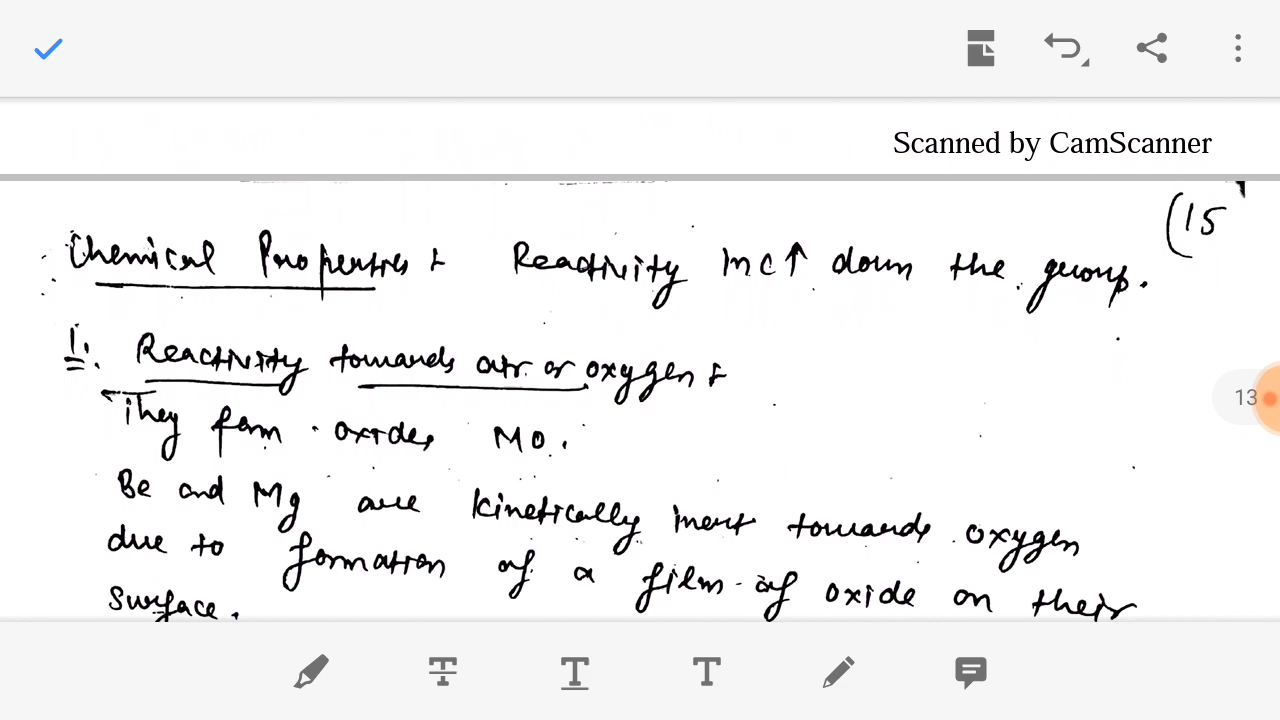 Scanned by CamScanner
(15
Chemical Properties :- Reactivity inc↑ down the group.
1. Reactivity towards air or oxygen :-
They form oxides MO.
13
Be and Mg are kinetically inert towards oxygen
due to formation of a film of oxide on their
surface.